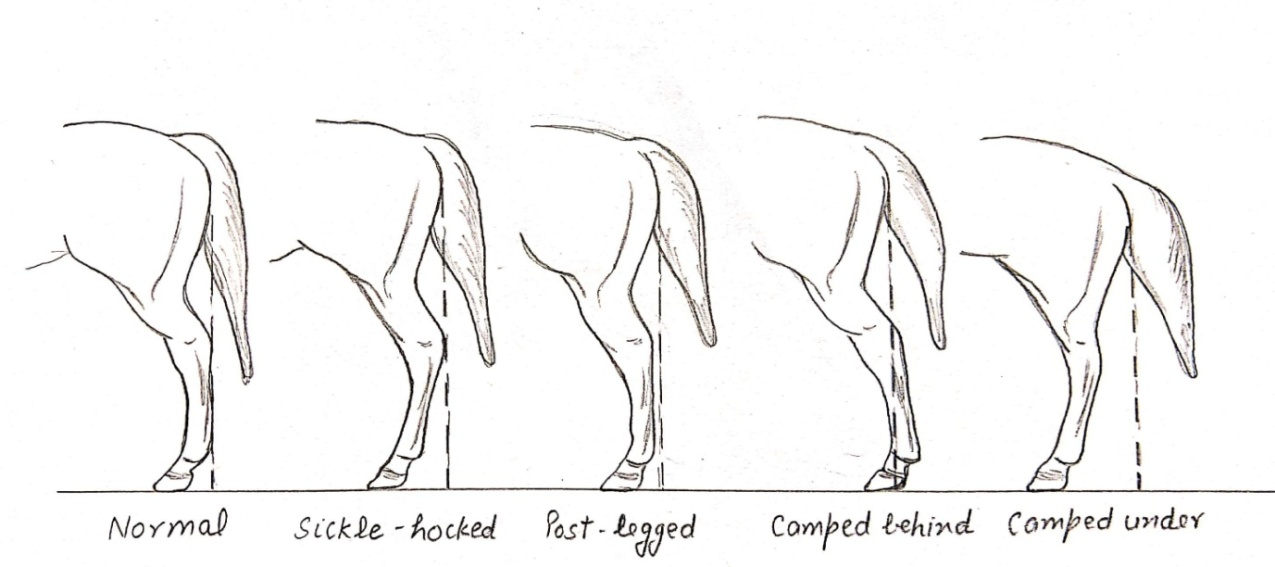 Normal Sickle-hocked Post-legged Camped behind Camped under